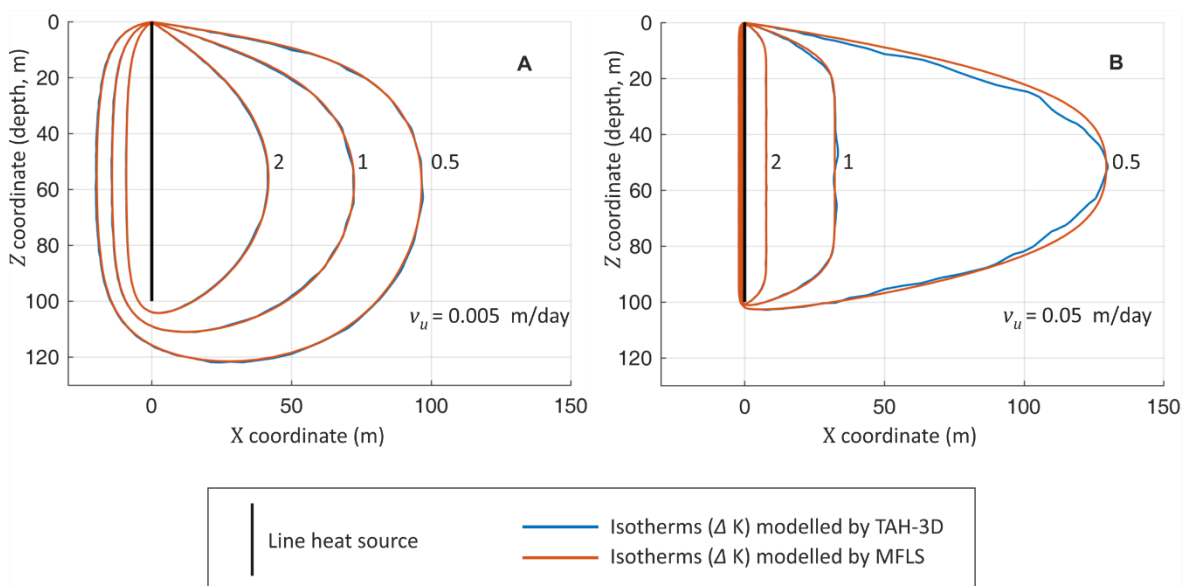 0
20
40
60
80
100
120
Z coordinate (depth, m)
A
2
1
0.5
v_u = 0.005 m/day
0 50 100 150
X coordinate (m)
0
20
40
60
80
100
120
Z coordinate (depth, m)
B
2
1
0.5
v_u = 0.05 m/day
0 50 100 150
X coordinate (m)
Line heat source
Isotherms (Δ K) modelled by TAH-3D
Isotherms (Δ K) modelled by MFLS